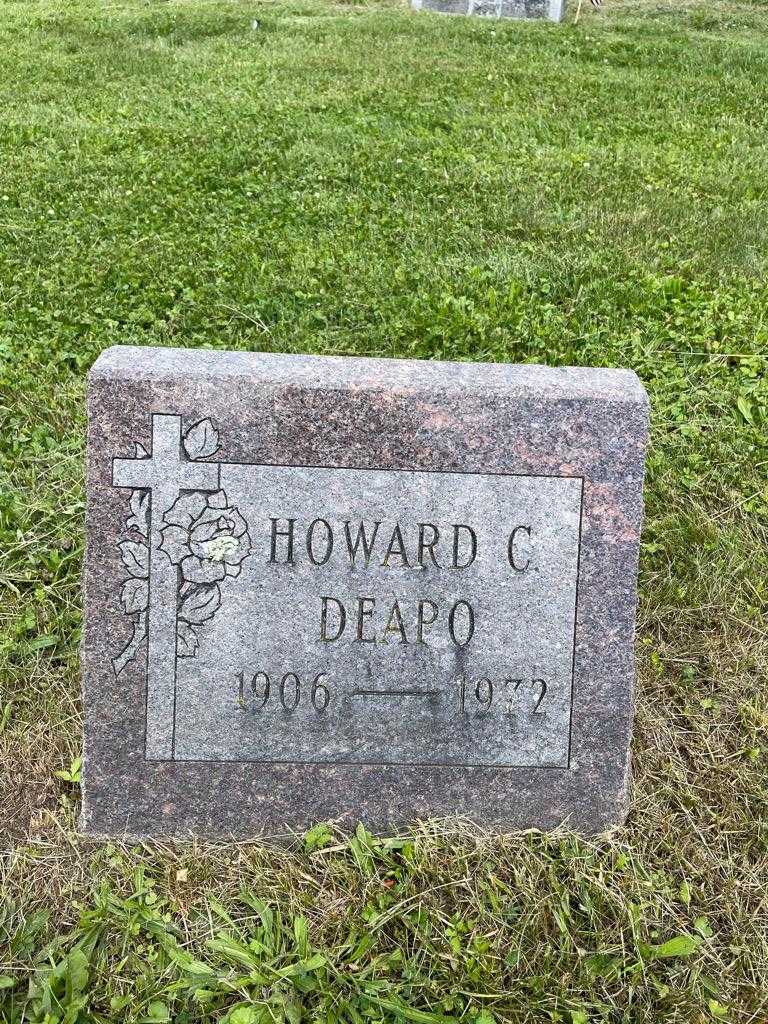 HOWARD C.
DEAPO
1906 — 1972